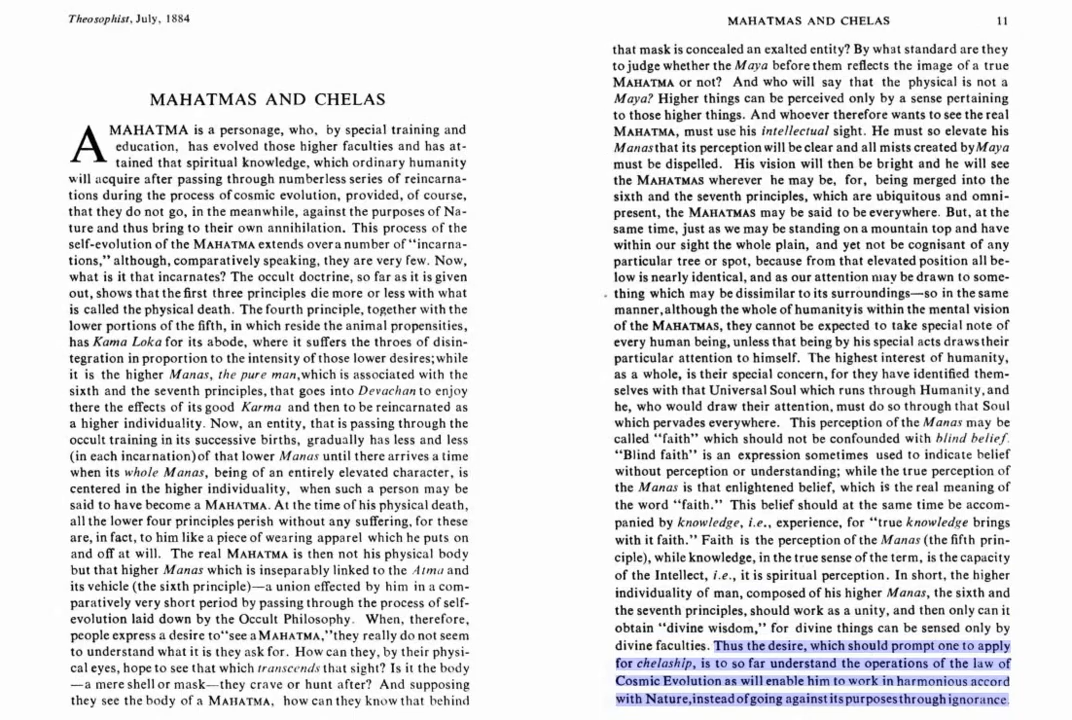 Theosophist, July, 1884
MAHATMAS AND CHELAS
A MAHATMA is a personage, who, by special training and
education, has evolved those higher faculties and has at-
tained that spiritual knowledge, which ordinary humanity
will acquire after passing through numberless series of reincarna-
tions during the process of cosmic evolution, provided, of course,
that they do not go, in the meanwhile, against the purposes of Na-
ture and thus bring to their own annihilation. This process of the
self-evolution of the MAHATMA extends over a number of "incarna-
tions," although, comparatively speaking, they are very few. Now,
what is it that incarnates? The occult doctrine, so far as it is given
out, shows that the first three principles die more or less with what
is called the physical death. The fourth principle, together with the
lower portions of the fifth, in which reside the animal propensities,
has Kama Loka for its abode, where it suffers the throes of disin-
tegration in proportion to the intensity of those lower desires; while
it is the higher Manas, the pure man, which is associated with the
sixth and the seventh principles, that goes into Devachan to enjoy
there the effects of its good Karma and then to be reincarnated as
a higher individuality. Now, an entity, that is passing through the
occult training in its successive births, gradually has less and less
(in each incarnation) of that lower Manas until there arrives a time
when its whole Manas, being of an entirely elevated character, is
centered in the higher individuality, when such a person may be
said to have become a MAHATMA. At the time of his physical death,
all the lower four principles perish without any suffering, for these
are, in fact, to him like a piece of wearing apparel which he puts on
and off at will. The real MAHATMA is then not his physical body
but that higher Manas which is inseparably linked to the Atma and
its vehicle (the sixth principle)—a union effected by him in a com-
paratively very short period by passing through the process of self-
evolution laid down by the Occult Philosophy. When, therefore,
people express a desire to "see a MAHATMA," they really do not seem
to understand what it is they ask for. How can they, by their physi-
cal eyes, hope to see that which transcends that sight? Is it the body
—a mere shell or mask—they crave or hunt after? And supposing
they see the body of a MAHATMA, how can they know that behind
MAHATMAS AND CHELAS 11
that mask is concealed an exalted entity? By what standard are they
to judge whether the Maya before them reflects the image of a true
MAHATMA or not? And who will say that the physical is not a
Maya? Higher things can be perceived only by a sense pertaining
to those higher things. And whoever therefore wants to see the real
MAHATMA, must use his intellectual sight. He must so elevate his
Manas that its perception will be clear and all mists created by Maya
must be dispelled. His vision will then be bright and he will see
the MAHATMAS wherever he may be, for, being merged into the
sixth and the seventh principles, which are ubiquitous and omni-
present, the MAHATMAS may be said to be everywhere. But, at the
same time, just as we may be standing on a mountain top and have
within our sight the whole plain, and yet not be cognisant of any
particular tree or spot, because from that elevated position all be-
low is nearly identical, and as our attention may be drawn to some-
thing which may be dissimilar to its surroundings—so in the same
manner, although the whole of humanity is within the mental vision
of the MAHATMAS, they cannot be expected to take special note of
every human being, unless that being by his special acts draws their
particular attention to himself. The highest interest of humanity,
as a whole, is their special concern, for they have identified them-
selves with that Universal Soul which runs through Humanity, and
he, who would draw their attention, must do so through that Soul
which pervades everywhere. This perception of the Manas may be
called "faith" which should not be confounded with blind belief.
"Blind faith" is an expression sometimes used to indicate belief
without perception or understanding; while the true perception of
the Manas is that enlightened belief, which is the real meaning of
the word "faith." This belief should at the same time be accom-
panied by knowledge, i.e., experience, for "true knowledge brings
with it faith." Faith is the perception of the Manas (the fifth prin-
ciple), while knowledge, in the true sense of the term, is the capacity
of the Intellect, i.e., it is spiritual perception. In short, the higher
individuality of man, composed of his higher Manas, the sixth and
the seventh principles, should work as a unity, and then only can it
obtain "divine wisdom," for divine things can be sensed only by
divine faculties. Thus the desire, which should prompt one to apply
for chelaship, is to so far understand the operations of the law of
Cosmic Evolution as will enable him to work in harmonious accord
with Nature, instead of going against its purposes through ignorance.